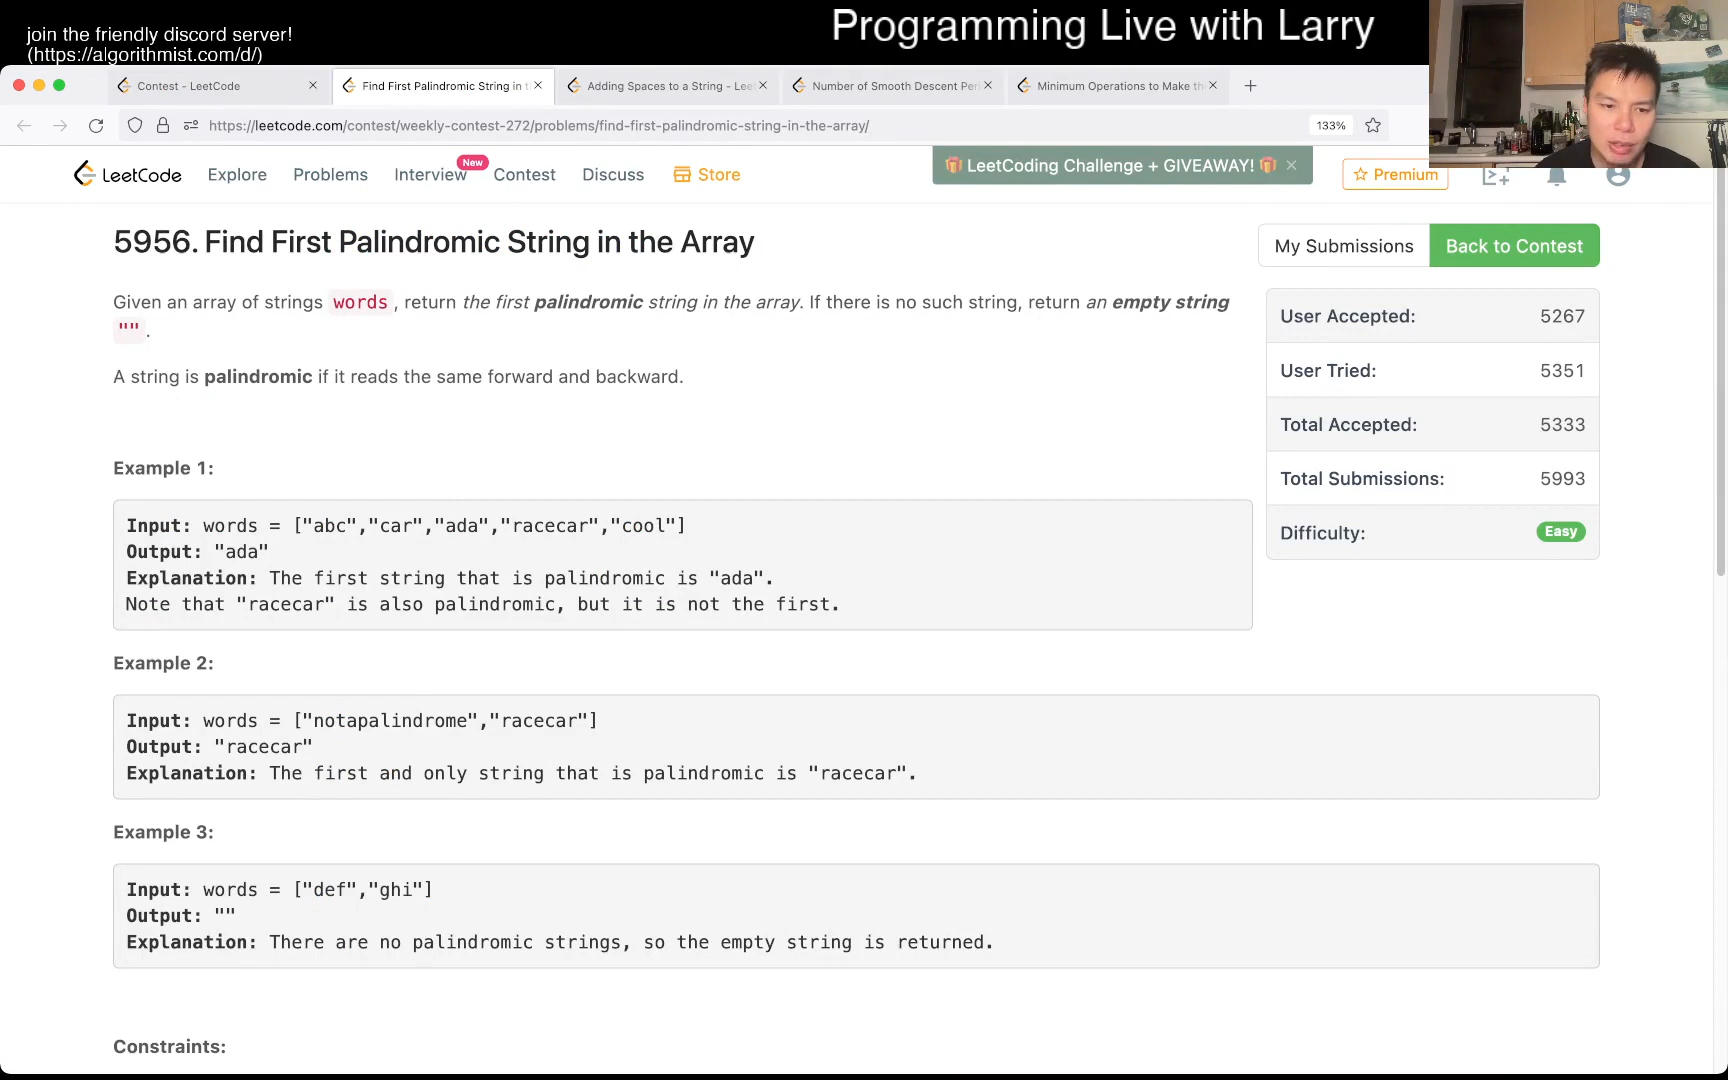 join the friendly discord server!
(https://algorithmist.com/d/)
Programming Live with Larry
Contest - LeetCode
Find First Palindromic String in t
Adding Spaces to a String - Lee
Number of Smooth Descent Per
Minimum Operations to Make th
https://leetcode.com/contest/weekly-contest-272/problems/find-first-palindromic-string-in-the-array/
133%
LeetCode
Explore
Problems
Interview
New
Contest
Discuss
Store
LeetCoding Challenge + GIVEAWAY!
Premium
5956. Find First Palindromic String in the Array
My Submissions
Back to Contest
Given an array of strings words, return the first palindromic string in the array. If there is no such string, return an empty string
"".
A string is palindromic if it reads the same forward and backward.
User Accepted: 5267
User Tried: 5351
Total Accepted: 5333
Total Submissions: 5993
Difficulty: Easy
Example 1:
Input: words = ["abc","car","ada","racecar","cool"]
Output: "ada"
Explanation: The first string that is palindromic is "ada".
Note that "racecar" is also palindromic, but it is not the first.
Example 2:
Input: words = ["notapalindrome","racecar"]
Output: "racecar"
Explanation: The first and only string that is palindromic is "racecar".
Example 3:
Input: words = ["def","ghi"]
Output: ""
Explanation: There are no palindromic strings, so the empty string is returned.
Constraints: